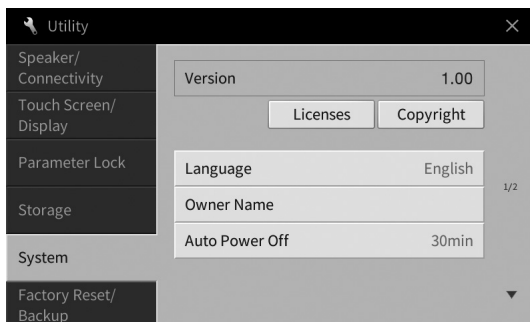 Utility
Speaker/
Connectivity
Touch Screen/
Display
Parameter Lock
Storage
System
Factory Reset/
Backup
Version 1.00
Licenses Copyright
Language English
Owner Name
Auto Power Off 30min
1/2